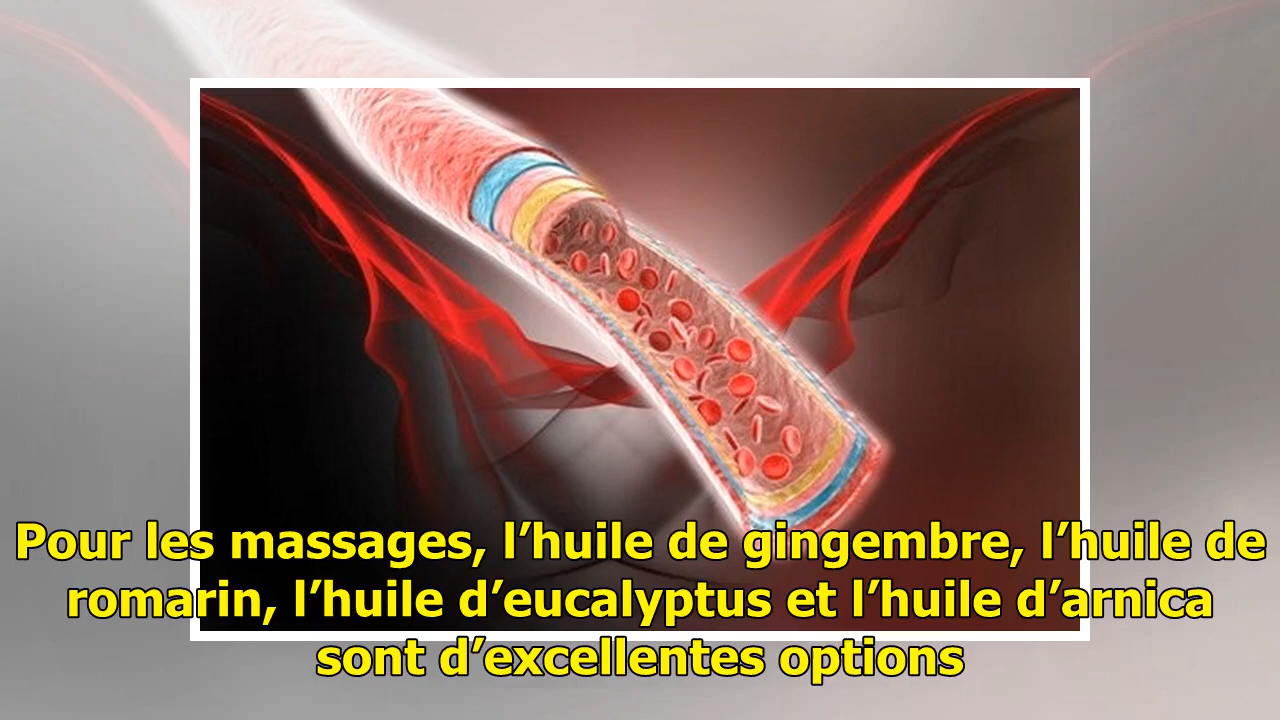 Pour les massages, l’huile de gingembre, l’huile de
romarin, l’huile d’eucalyptus et l’huile d’arnica
sont d’excellentes options